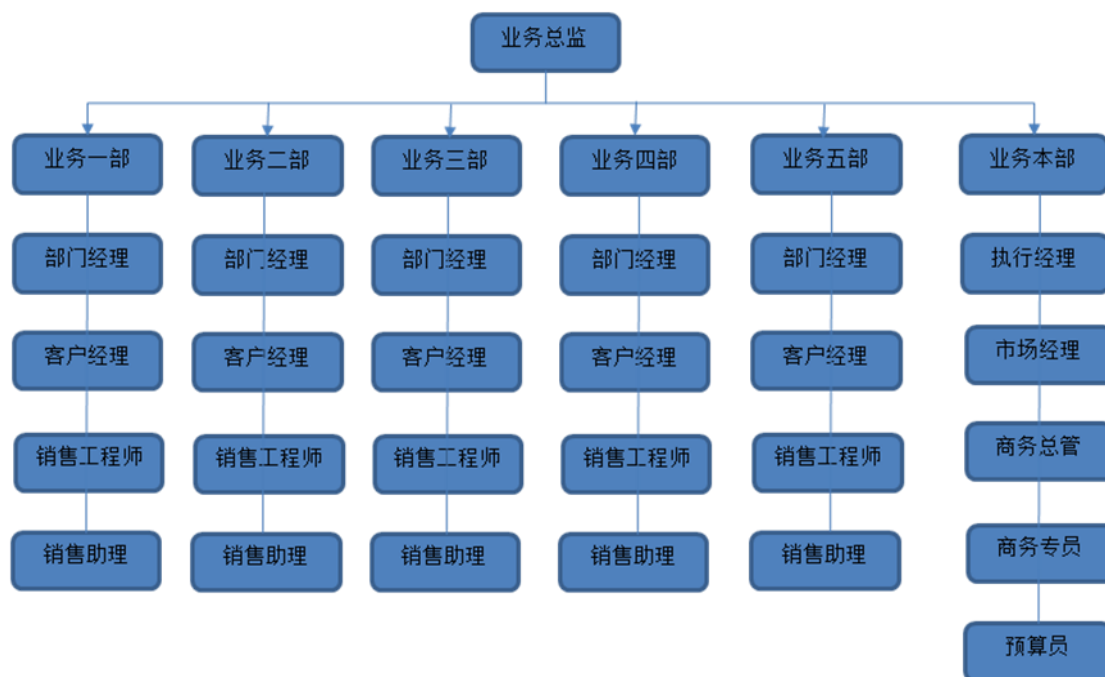 业务总监
业务一部
业务二部
业务三部
业务四部
业务五部
业务本部
部门经理
部门经理
部门经理
部门经理
部门经理
执行经理
客户经理
客户经理
客户经理
客户经理
客户经理
市场经理
销售工程师
销售工程师
销售工程师
销售工程师
销售工程师
商务总管
销售助理
销售助理
销售助理
销售助理
销售助理
商务专员
预算员